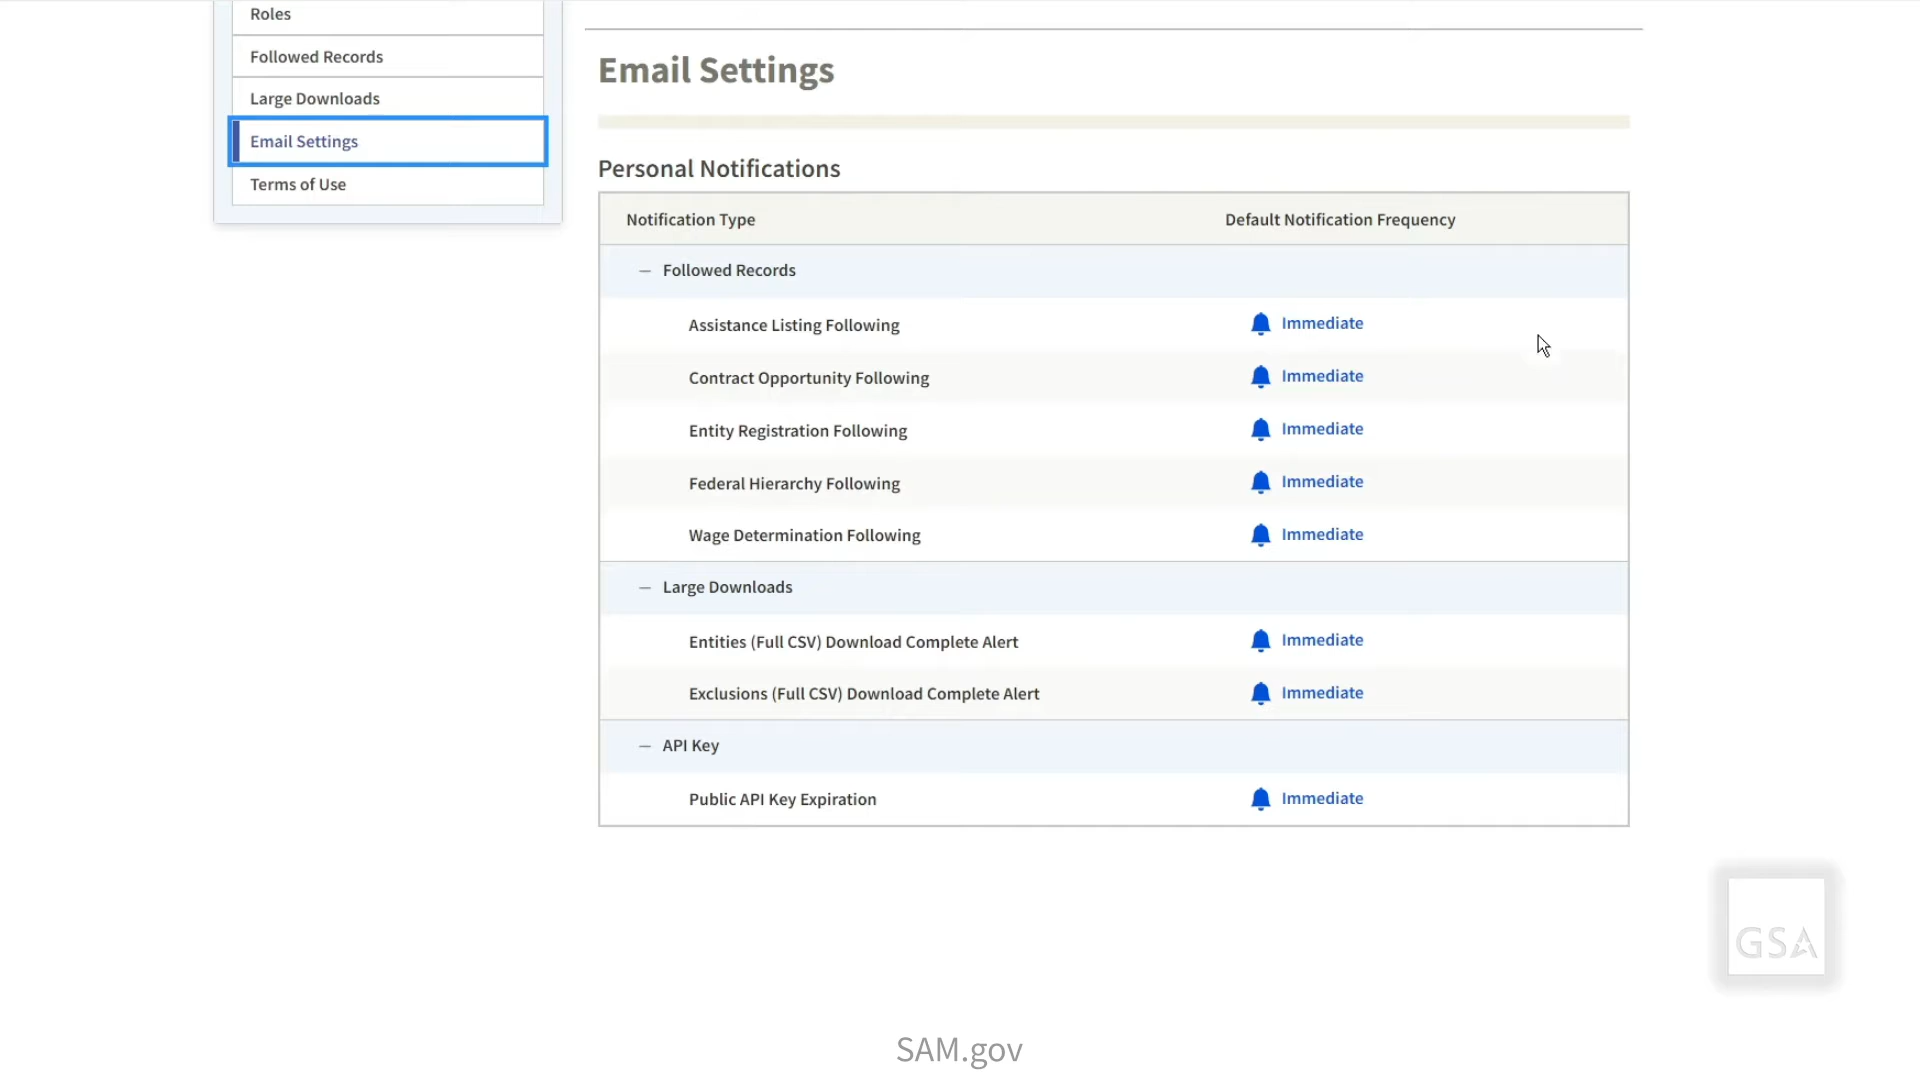 Roles
Followed Records
Large Downloads
Email Settings
Terms of Use
Email Settings
Personal Notifications
Notification Type Default Notification Frequency
Followed Records
Assistance Listing Following Immediate
Contract Opportunity Following Immediate
Entity Registration Following Immediate
Federal Hierarchy Following Immediate
Wage Determination Following Immediate
Large Downloads
Entities (Full CSV) Download Complete Alert Immediate
Exclusions (Full CSV) Download Complete Alert Immediate
API Key
Public API Key Expiration Immediate
GSA
SAM.gov